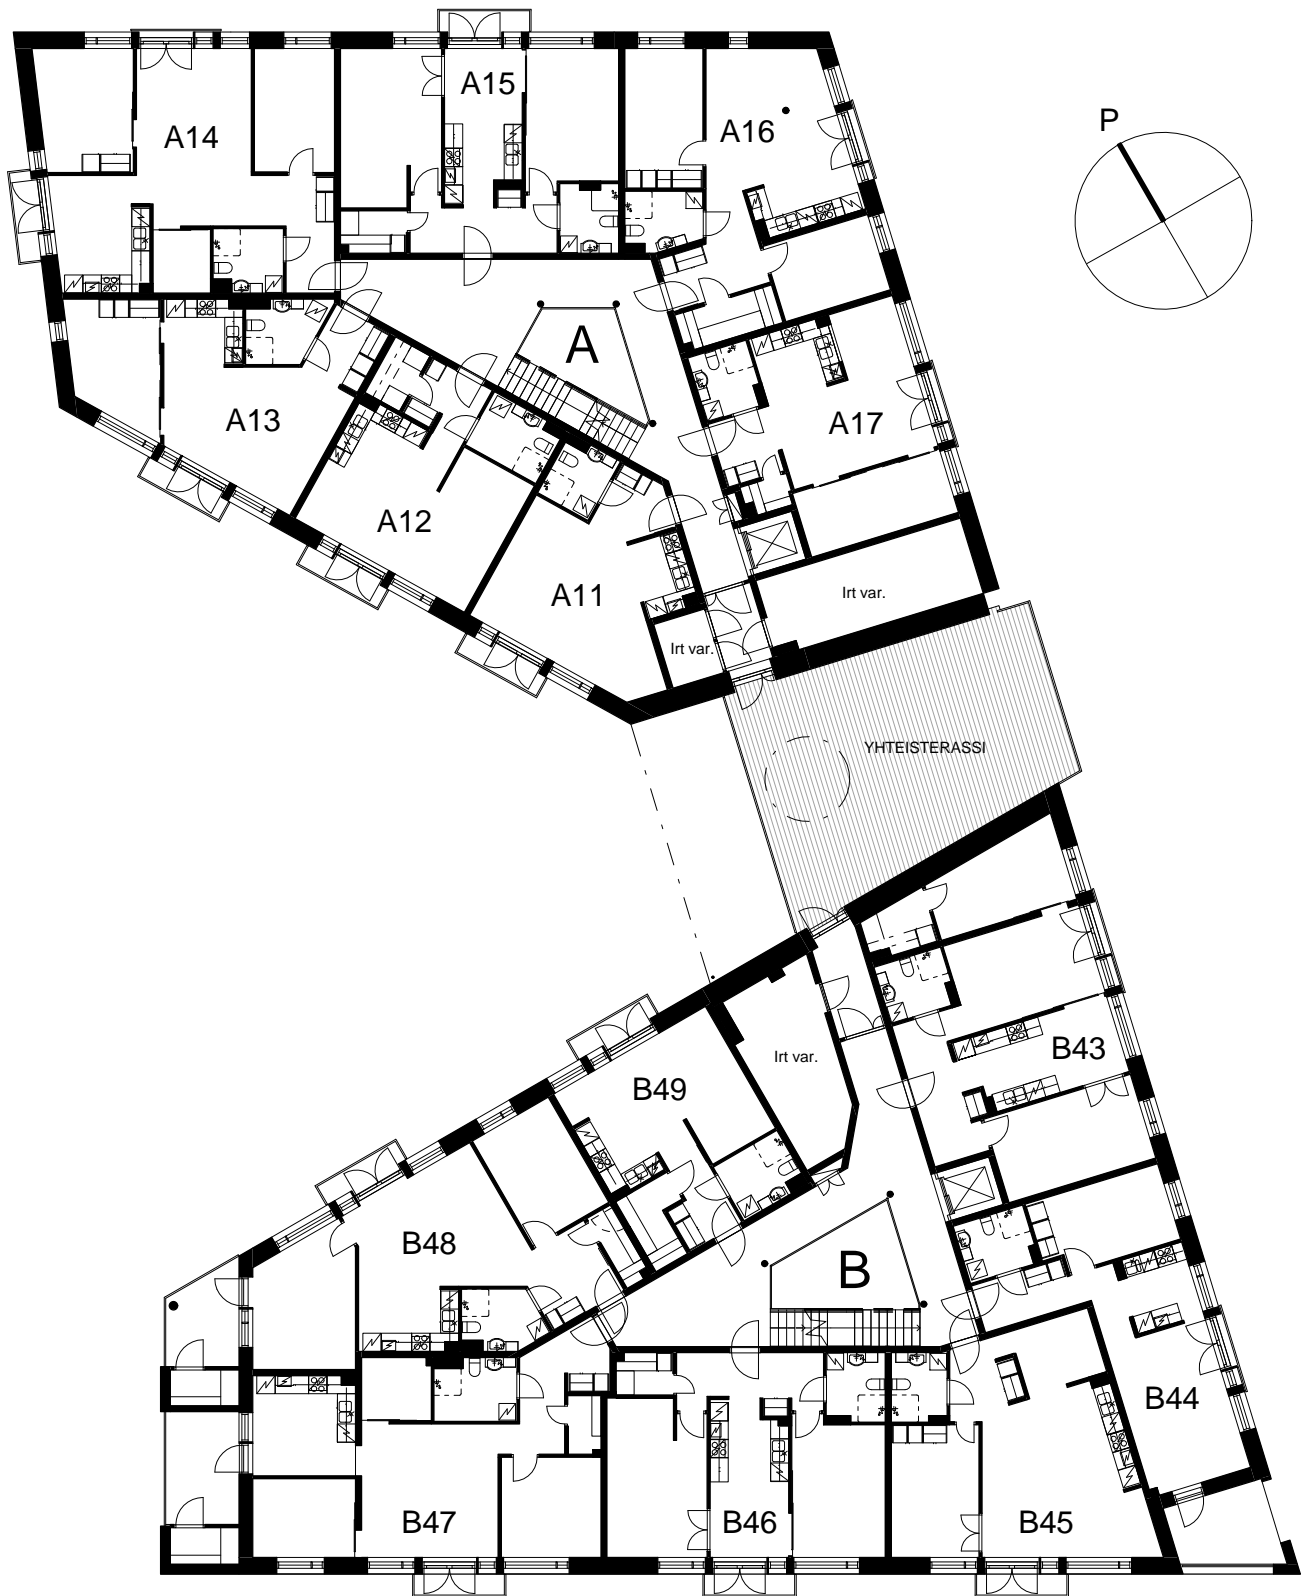 A15
P
A14
A16
A
A13
A17
A12
A11
Irt var.
Irt var.
YHTEISTERASSI
B43
Irt var.
B49
B48
B
B44
B47
B46
B45